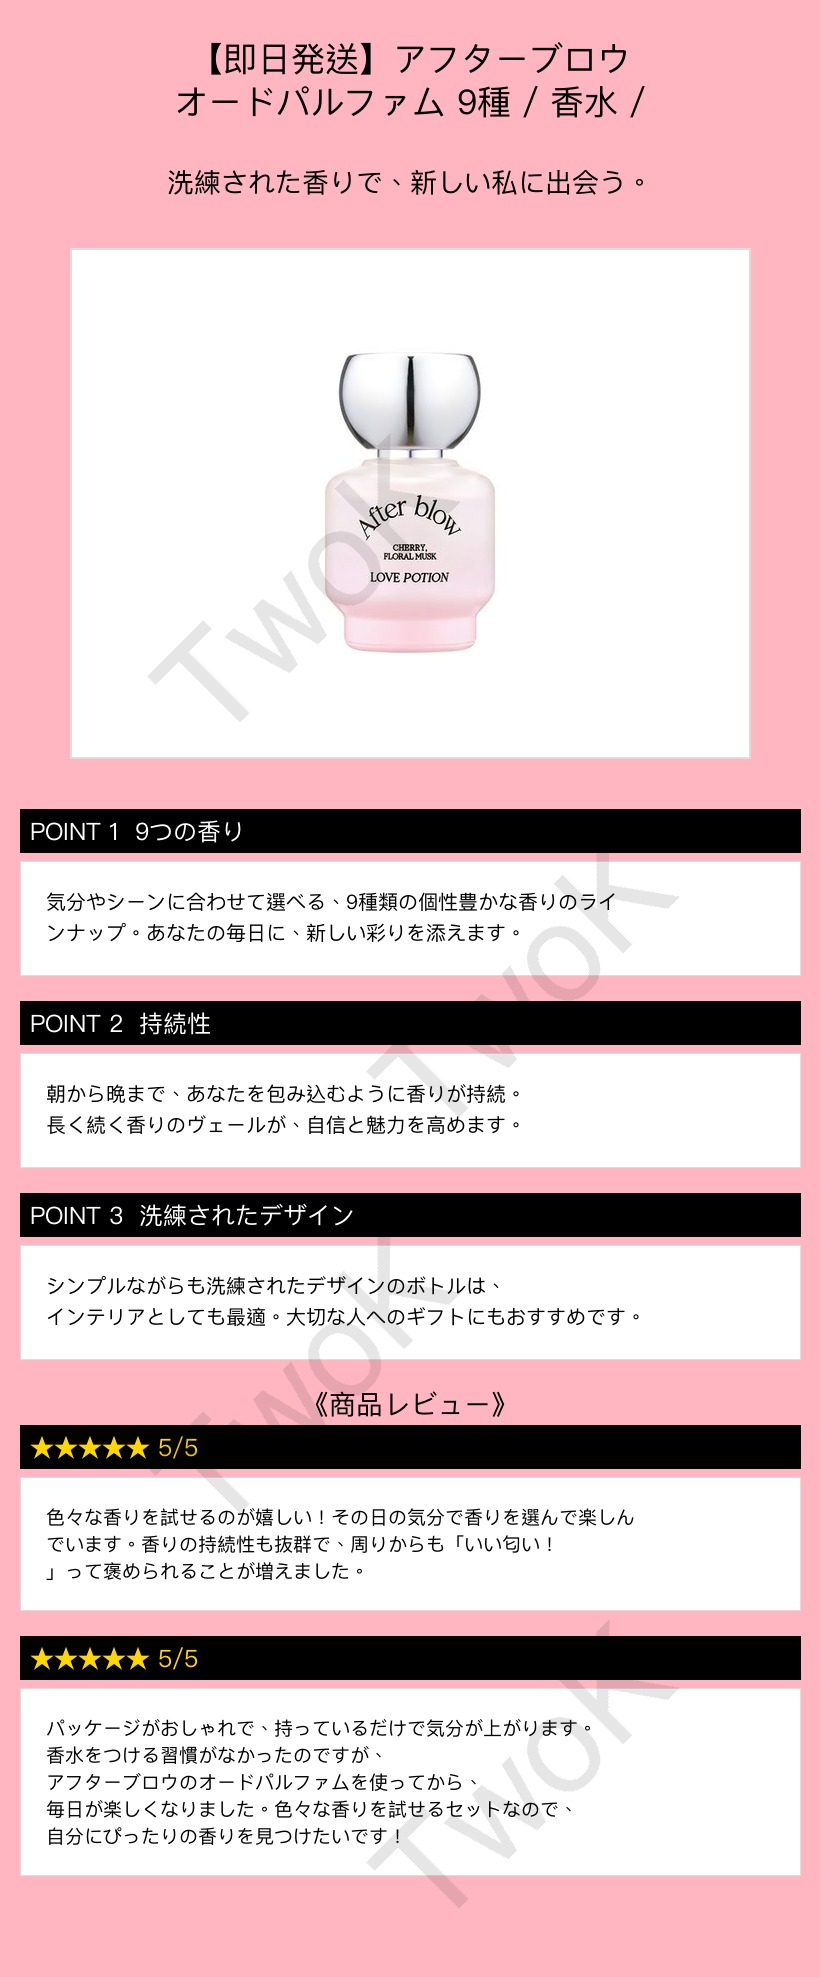 【即日発送】アフターブロウ
オードパルファム 9種 / 香水 /
洗練された香りで、新しい私に出会う。
After blow
CHERRY,
FLORAL MUSK
LOVE POTION
TwoK
POINT 1 9つの香り
気分やシーンに合わせて選べる、9種類の個性豊かな香りのライ
ンナップ。あなたの毎日に、新しい彩りを添えます。
TwoK
POINT 2 持続性
朝から晩まで、あなたを包み込むように香りが持続。
長く続く香りのヴェールが、自信と魅力を高めます。
POINT 3 洗練されたデザイン
シンプルながらも洗練されたデザインのボトルは、
インテリアとしても最適。大切な人へのギフトにもおすすめです。
TwoK
《商品レビュー》
★★★★★ 5/5
色々な香りを試せるのが嬉しい！その日の気分で香りを選んで楽しん
でいます。香りの持続性も抜群で、周りからも「いい匂い！
」って褒められることが増えました。
★★★★★ 5/5
パッケージがおしゃれで、持っているだけで気分が上がります。
香水をつける習慣がなかったのですが、
アフターブロウのオードパルファムを使ってから、
毎日が楽しくなりました。色々な香りを試せるセットなので、
自分にぴったりの香りを見つけたいです！
TwoK